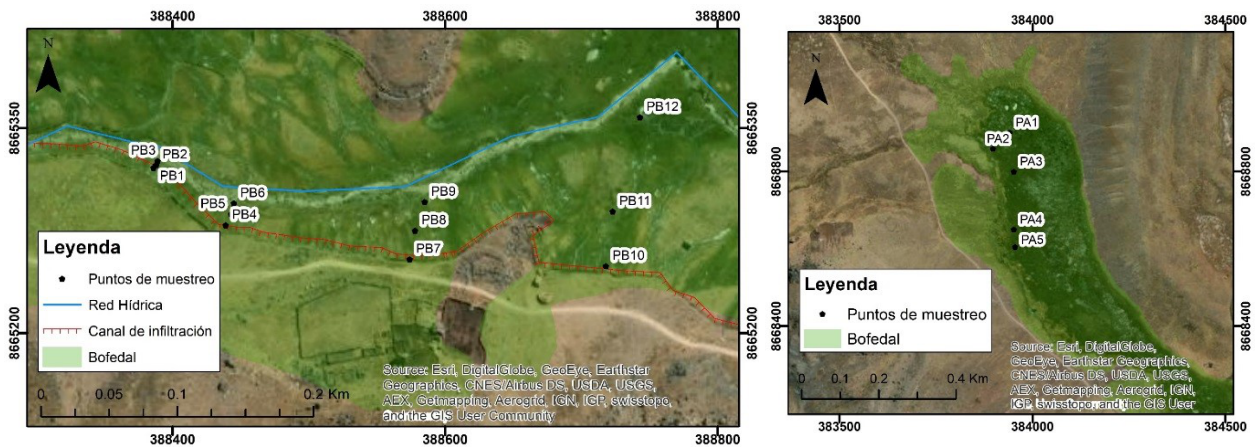 388400
388600
388800
N
8665350
8665200
8665350
8665200
PB12
PB3
PB2
PB1
PB6
PB5
PB4
PB9
PB8
PB7
PB11
PB10
Leyenda
Puntos de muestreo
Red Hídrica
Canal de infiltración
Bofedal
0
0.1
0.2 Km
Source: Esri, DigitalGlobe, GeoEye, Earthstar
Geographics, CNES/Airbus DS, USDA, USGS,
AEX, Getmapping, Aerogrid, IGN, IGP, swisstopo,
and the GIS User Community
388400
388600
388800
383500
384000
384500
N
8668800
8668400
8668800
8668400
PA1
PA2
PA3
PA4
PA5
Leyenda
Puntos de muestreo
Bofedal
0
0.1
0.2
0.4 Km
Source: Esri, DigitalGlobe,
GeoEye, Earthstar Geographics,
CNES/Airbus DS, USDA, USGS,
AEX, Getmapping, Aerogrid, IGN,
IGP, swisstopo, and the GIS User
383500
384000
384500